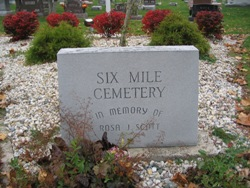 SIX MILE
CEMETERY
IN MEMORY OF
ROSA J. SCOTT